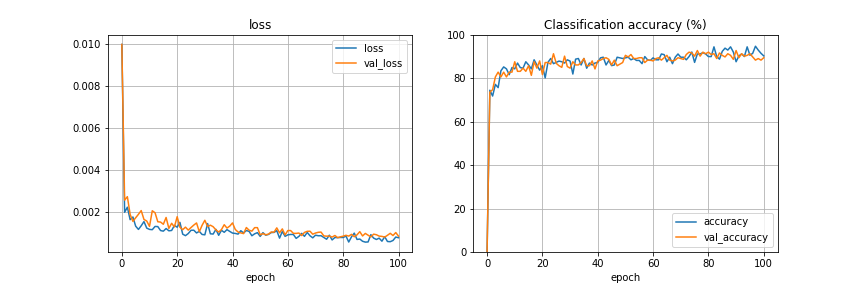 loss
0.010
0.008
0.006
0.004
0.002
0 20 40 60 80 100
epoch
loss
val_loss
Classification accuracy (%)
100
80
60
40
20
0
0 20 40 60 80 100
epoch
accuracy
val_accuracy